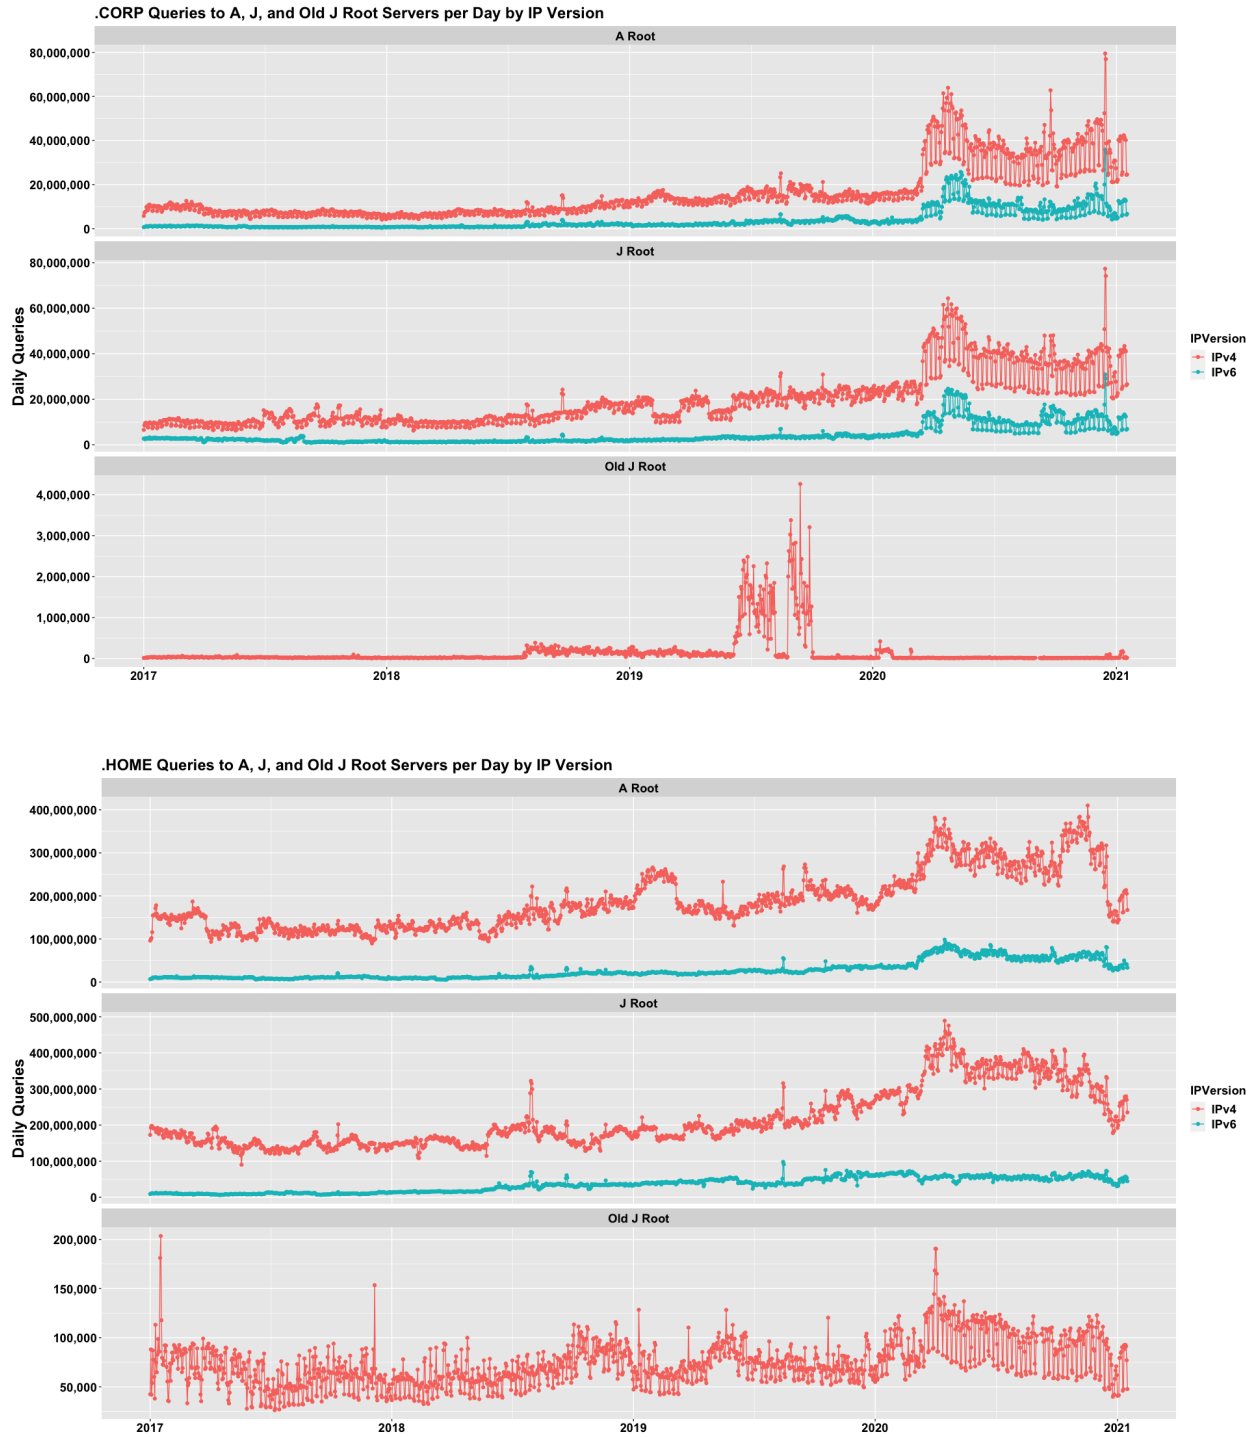 .CORP Queries to A, J, and Old J Root Servers per Day by IP Version
A Root
80,000,000
60,000,000
40,000,000
20,000,000
0
J Root
80,000,000
60,000,000
40,000,000
20,000,000
0
Daily Queries
IPVersion
IPv4
IPv6
Old J Root
4,000,000
3,000,000
2,000,000
1,000,000
0
2017 2018 2019 2020 2021
.HOME Queries to A, J, and Old J Root Servers per Day by IP Version
A Root
400,000,000
300,000,000
200,000,000
100,000,000
0
J Root
500,000,000
400,000,000
300,000,000
200,000,000
100,000,000
0
Daily Queries
IPVersion
IPv4
IPv6
Old J Root
200,000
150,000
100,000
50,000
2017 2018 2019 2020 2021